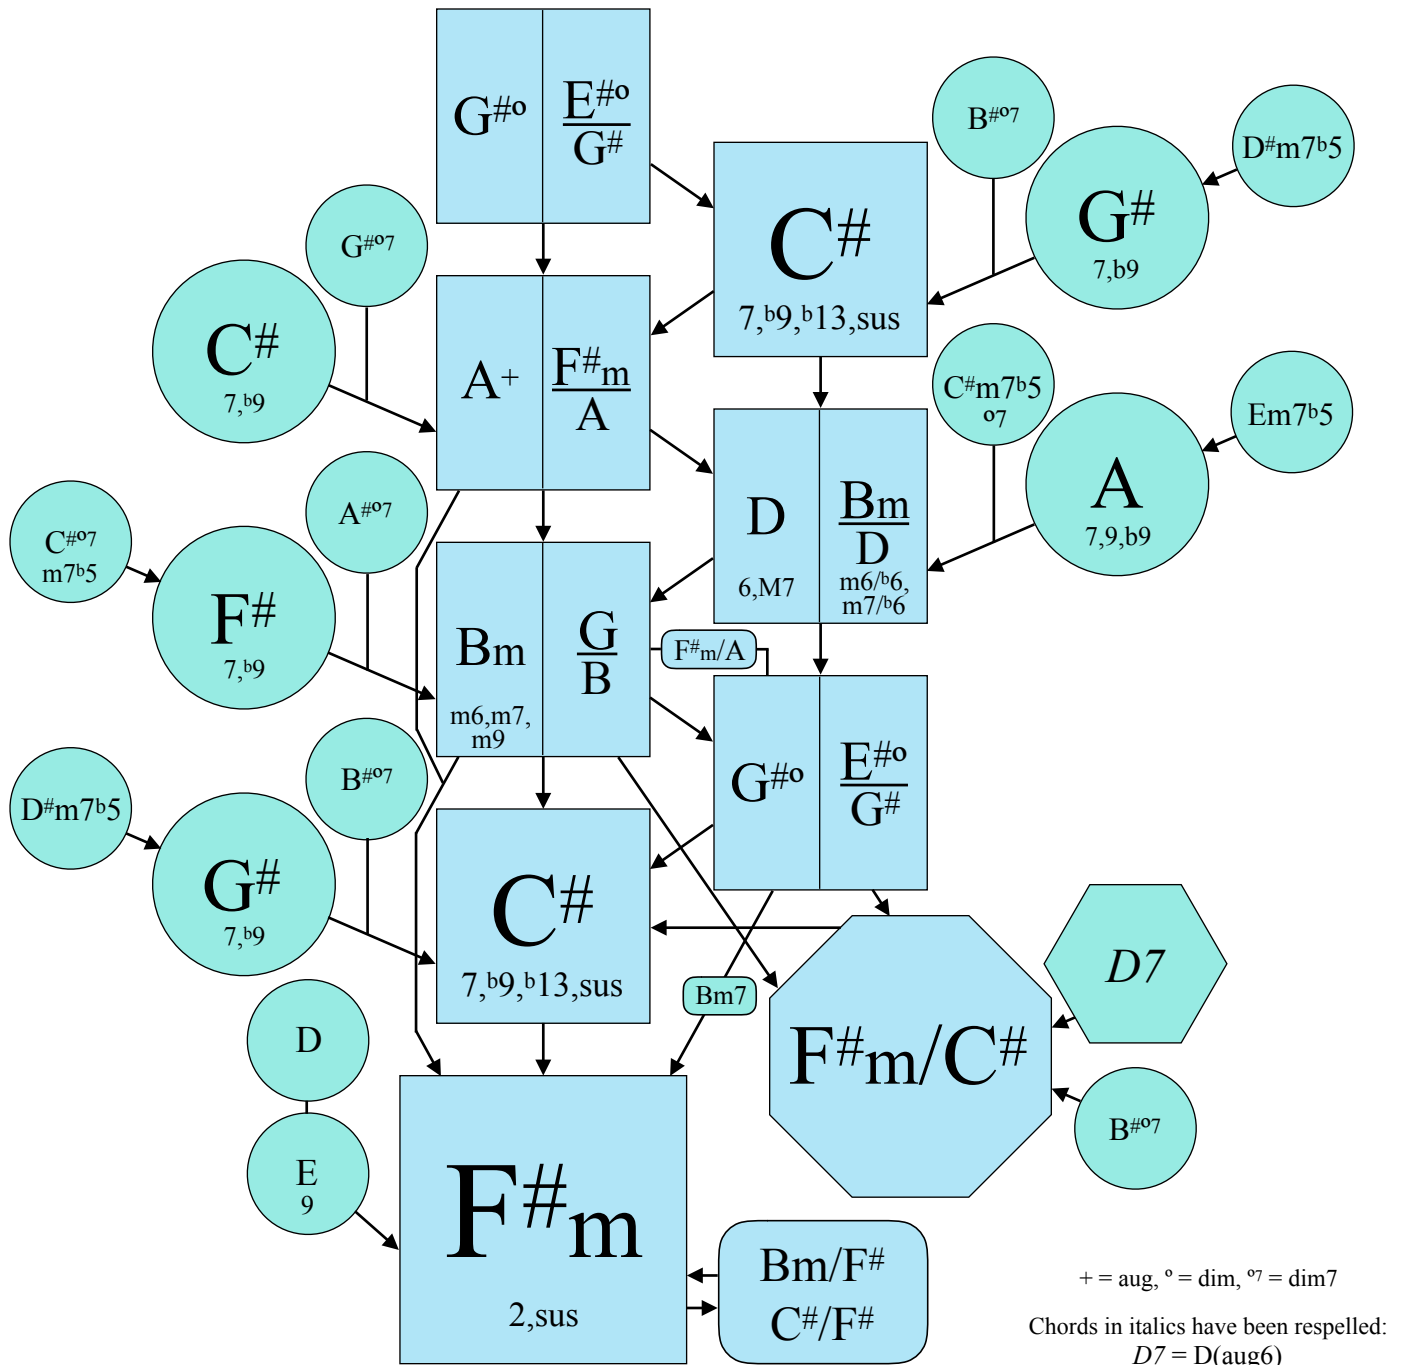 G#º
E#º
G#
B#º7
D#m7b5
G#
7,b9
C#
7,b9,b13,sus
G#º7
C#
7,b9
A+
F#m
A
C#m7b5
º7
Em7b5
A
7,9,b9
D
6,M7
Bm
D
m6/b6,
m7/b6
A#º7
C#º7
m7b5
F#
7,b9
Bm
m6,m7,
m9
G
B
F#m/A
G#º
E#º
G#
B#º7
D#m7b5
G#
7,b9
C#
7,b9,b13,sus
Bm7
D7
F#m/C#
B#º7
D
E
9
F#m
2,sus
Bm/F#
C#/F#
+ = aug, º = dim, º7 = dim7
Chords in italics have been respelled:
D7 = D(aug6)